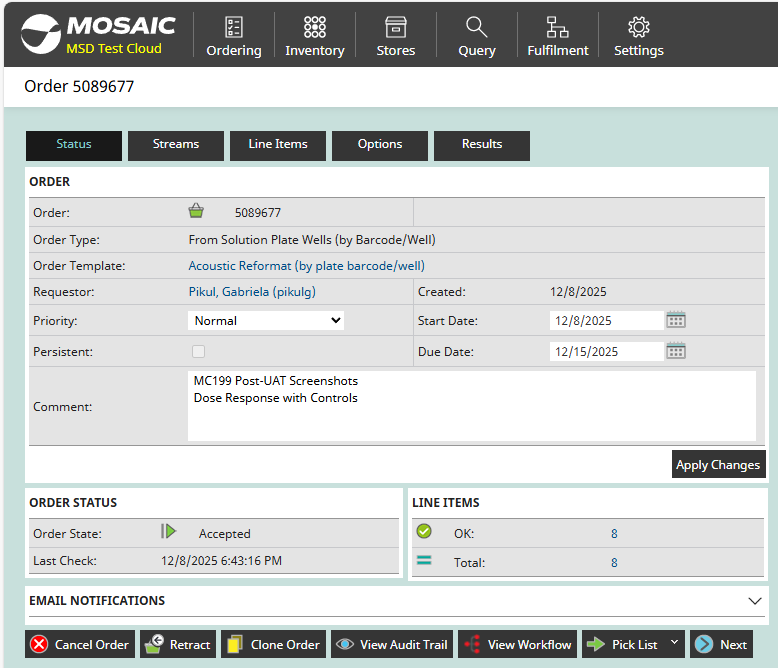 MOSAIC
MSD Test Cloud
Ordering
Inventory
Stores
Query
Fulfilment
Settings
Order 5089677
Status
Streams
Line Items
Options
Results
ORDER
Order: 5089677
Order Type: From Solution Plate Wells (by Barcode/Well)
Order Template: Acoustic Reformat (by plate barcode/well)
Requestor: Pikul, Gabriela (pikulg) Created: 12/8/2025
Priority: Normal Start Date: 12/8/2025
Persistent: Due Date: 12/15/2025
Comment: MC199 Post-UAT Screenshots
Dose Response with Controls
Apply Changes
ORDER STATUS
Order State: Accepted
Last Check: 12/8/2025 6:43:16 PM
LINE ITEMS
OK: 8
Total: 8
EMAIL NOTIFICATIONS
Cancel Order
Retract
Clone Order
View Audit Trail
View Workflow
Pick List
Next